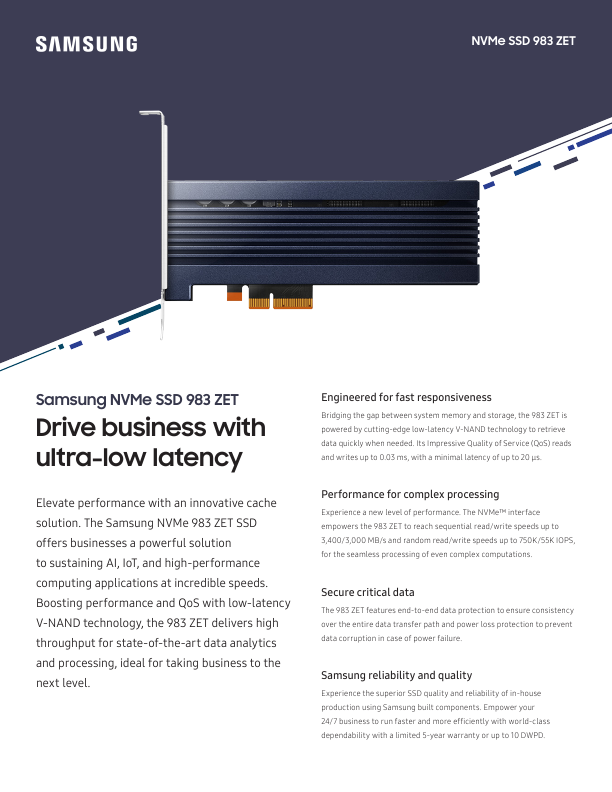 SAMSUNG
NVMe SSD 983 ZET
Samsung NVMe SSD 983 ZET
Drive business with
ultra-low latency
Elevate performance with an innovative cache
solution. The Samsung NVMe 983 ZET SSD
offers businesses a powerful solution
to sustaining AI, IoT, and high-performance
computing applications at incredible speeds.
Boosting performance and QoS with low-latency
V-NAND technology, the 983 ZET delivers high
throughput for state-of-the-art data analytics
and processing, ideal for taking business to the
next level.
Engineered for fast responsiveness
Bridging the gap between system memory and storage, the 983 ZET is
powered by cutting-edge low-latency V-NAND technology to retrieve
data quickly when needed. Its Impressive Quality of Service (QoS) reads
and writes up to 0.03 ms, with a minimal latency of up to 20 µs.
Performance for complex processing
Experience a new level of performance. The NVMe™ interface
empowers the 983 ZET to reach sequential read/write speeds up to
3,400/3,000 MB/s and random read/write speeds up to 750K/55K IOPS,
for the seamless processing of even complex computations.
Secure critical data
The 983 ZET features end-to-end data protection to ensure consistency
over the entire data transfer path and power loss protection to prevent
data corruption in case of power failure.
Samsung reliability and quality
Experience the superior SSD quality and reliability of in-house
production using Samsung built components. Empower your
24/7 business to run faster and more efficiently with world-class
dependability with a limited 5-year warranty or up to 10 DWPD.